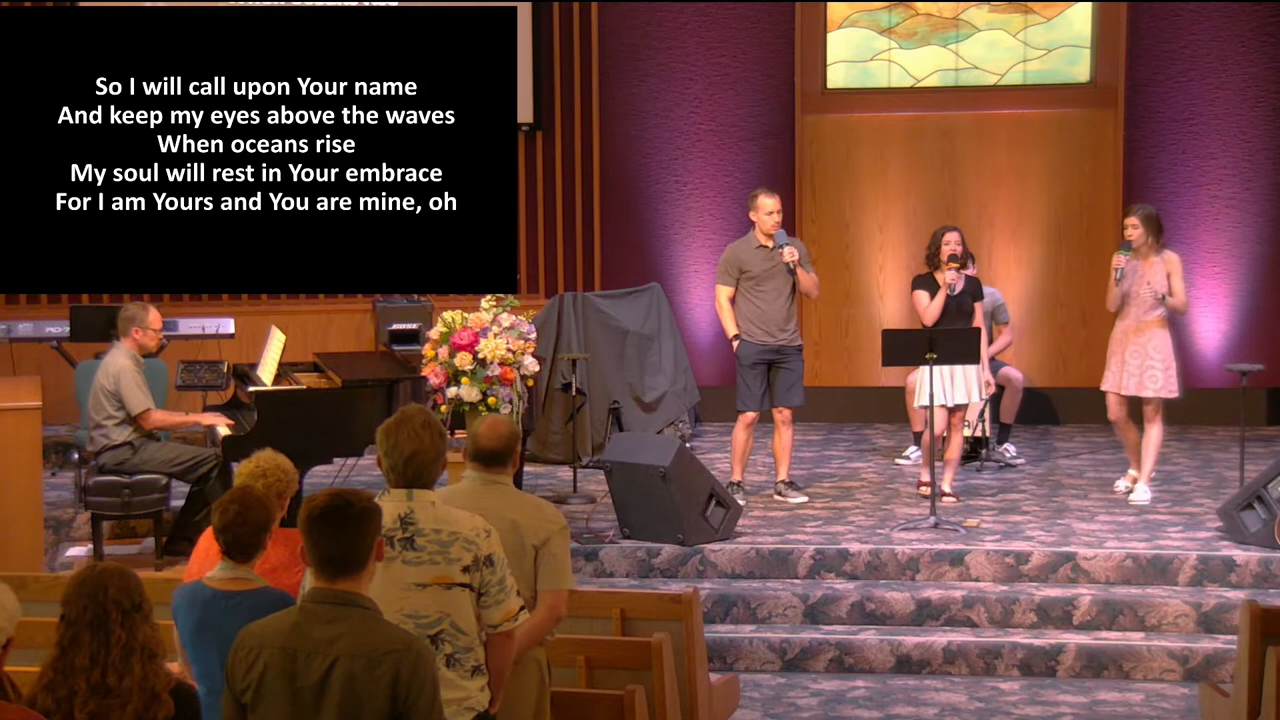 So I will call upon Your name
And keep my eyes above the waves
When oceans rise
My soul will rest in Your embrace
For I am Yours and You are mine, oh
BOSE